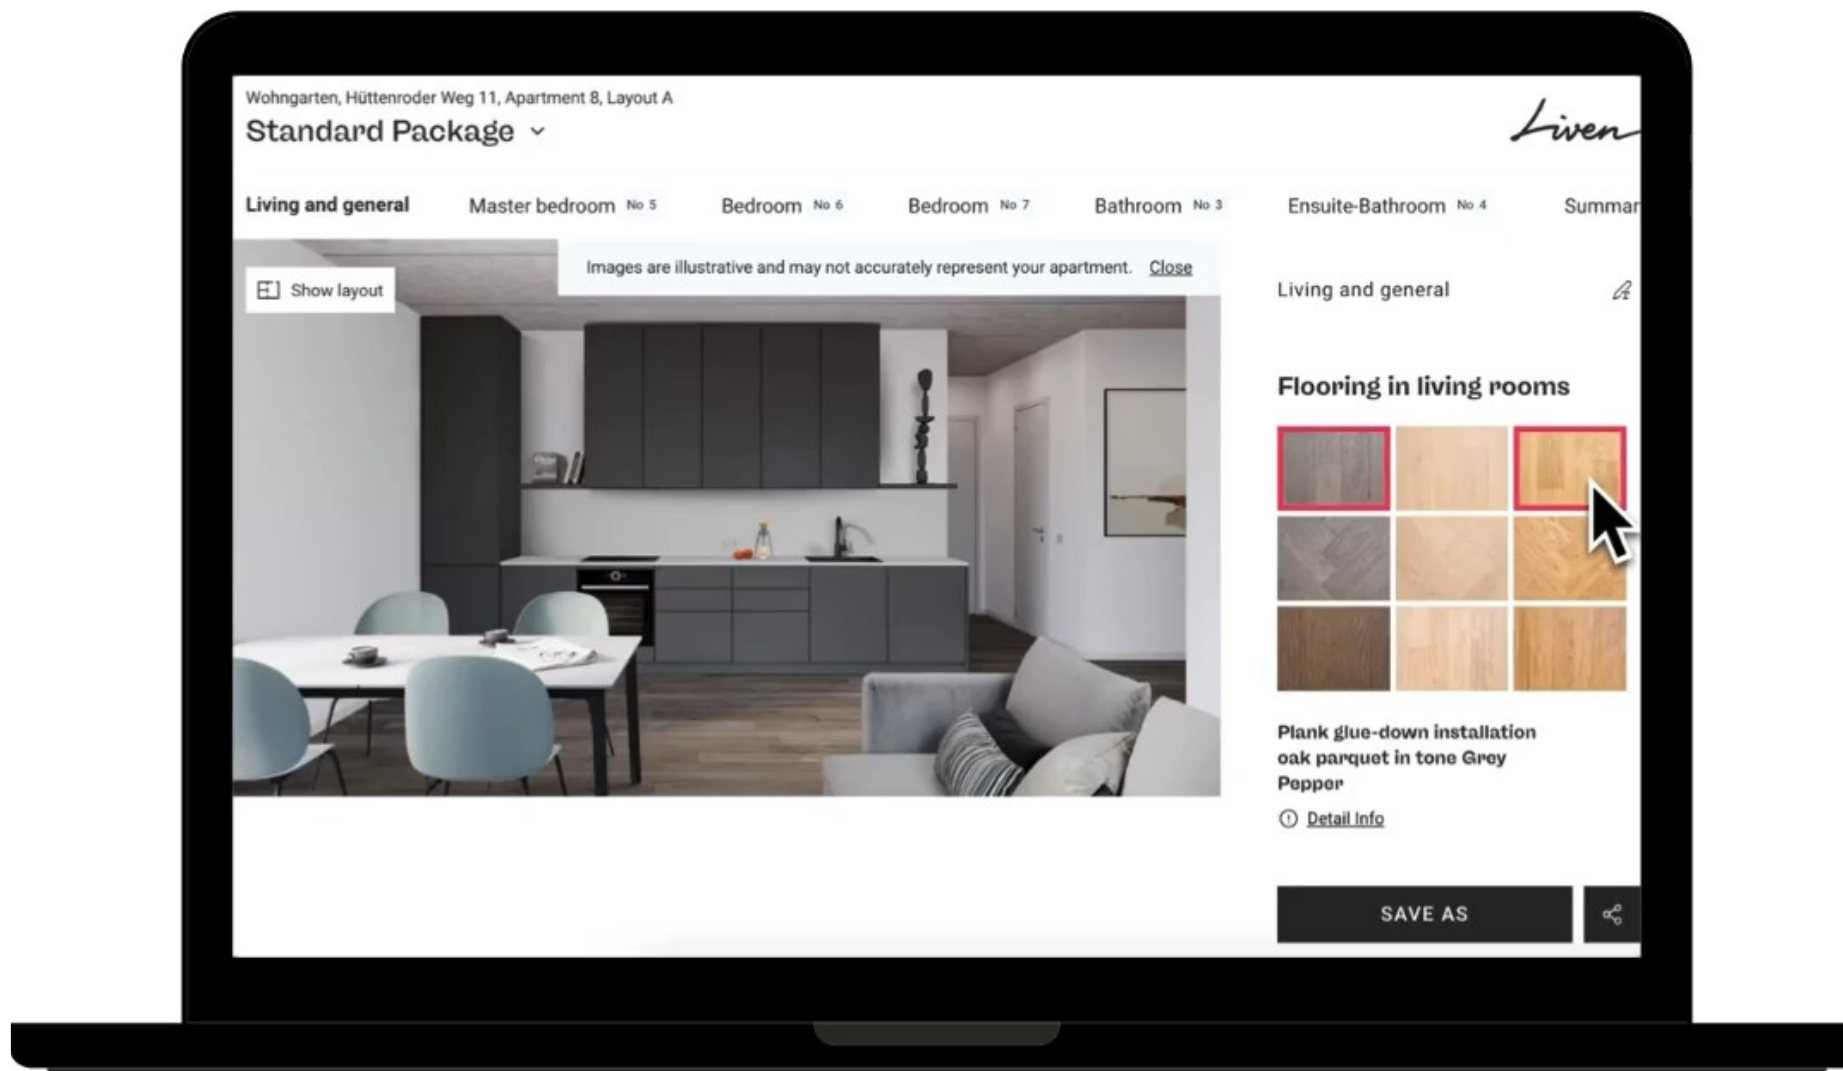 Wohngarten, Hüttenroder Weg 11, Apartment 8, Layout A
Standard Package
Liven
Living and general
Master bedroom No 5
Bedroom No 6
Bedroom No 7
Bathroom No 3
Ensuite-Bathroom No 4
Summar
Images are illustrative and may not accurately represent your apartment. Close
Show layout
Living and general
Flooring in living rooms
Plank glue-down installation
oak parquet in tone Grey
Pepper
Detail Info
SAVE AS